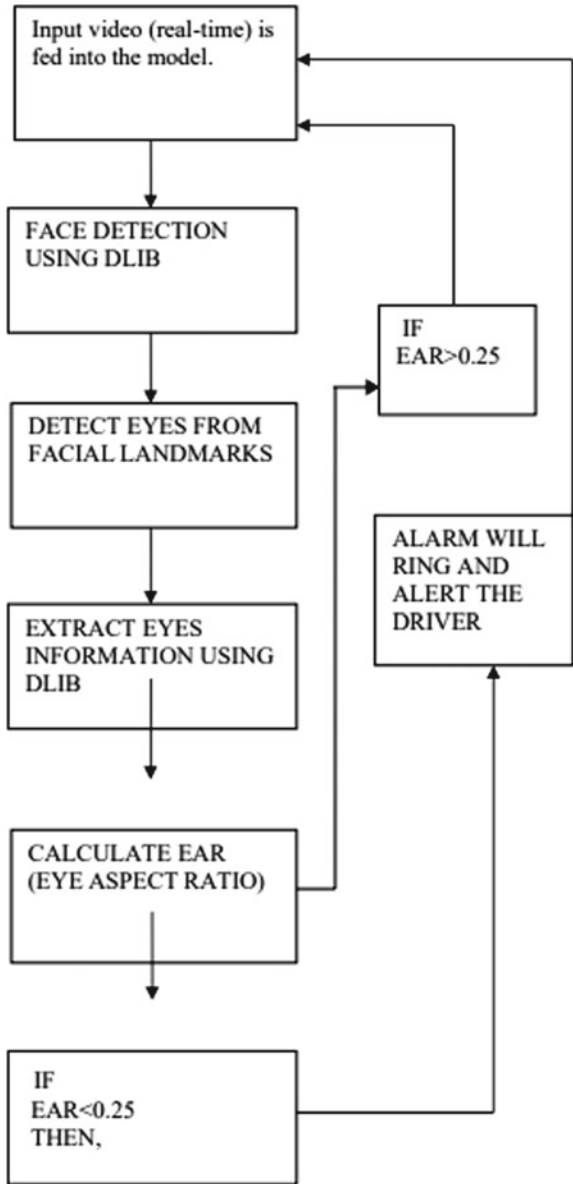 Input video (real-time) is
fed into the model.
FACE DETECTION
USING DLIB
IF
EAR>0.25
DETECT EYES FROM
FACIAL LANDMARKS
ALARM WILL
RING AND
ALERT THE
DRIVER
EXTRACT EYES
INFORMATION USING
DLIB
CALCULATE EAR
(EYE ASPECT RATIO)
IF
EAR<0.25
THEN,